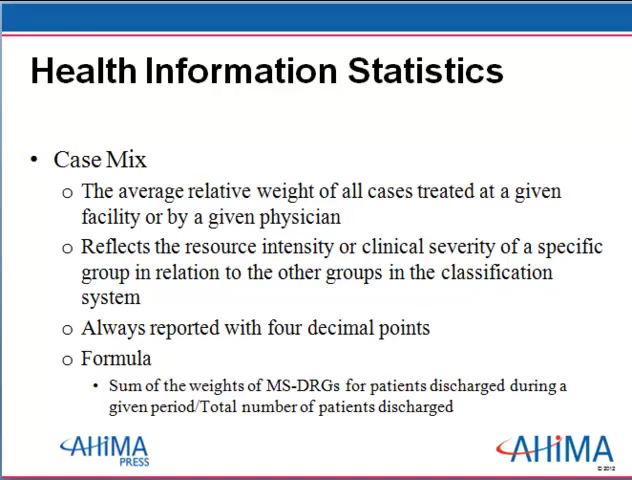 Health Information Statistics
• Case Mix
o The average relative weight of all cases treated at a given
facility or by a given physician
o Reflects the resource intensity or clinical severity of a specific
group in relation to the other groups in the classification
system
o Always reported with four decimal points
o Formula
• Sum of the weights of MS-DRGs for patients discharged during a
given period/Total number of patients discharged
AHiMA
PRESS
AHiMA
© 2012